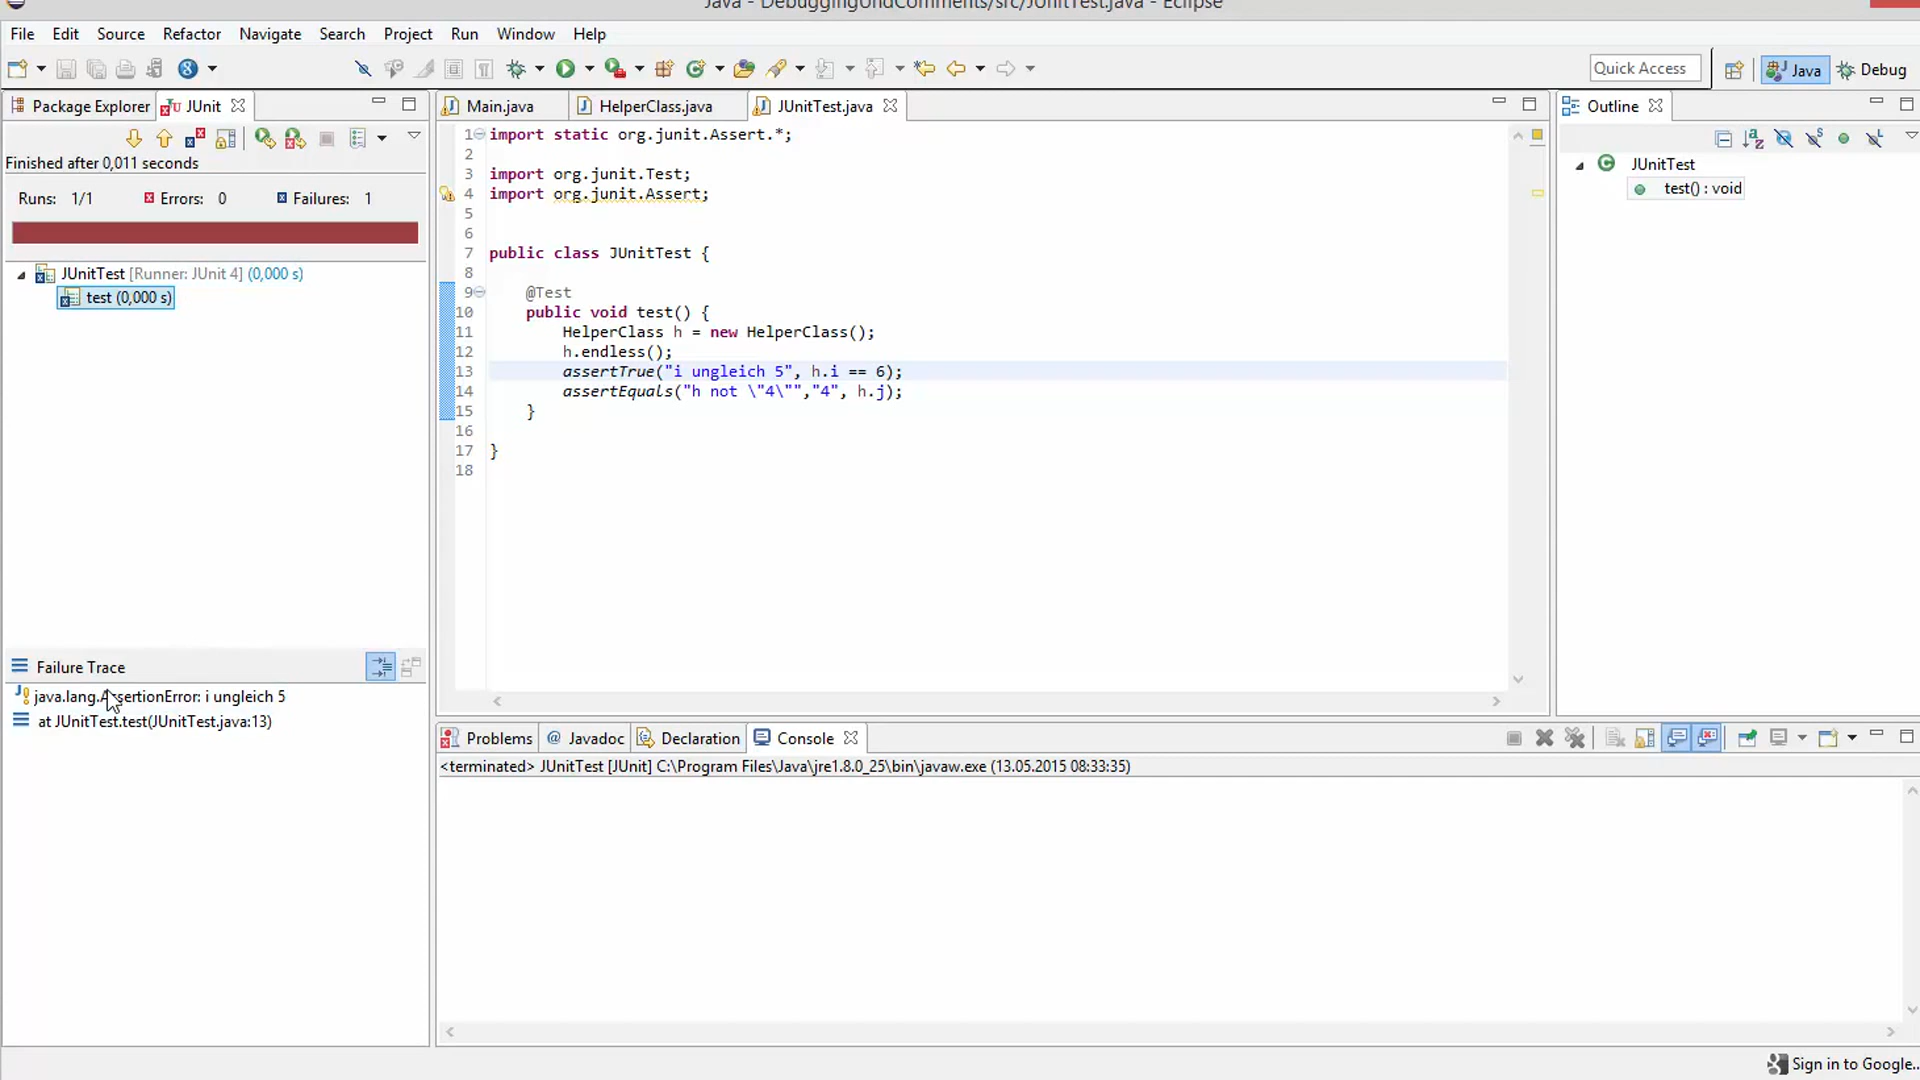 Java - DebuggingUndComments/src/JUnitTest.java - Eclipse
File Edit Source Refactor Navigate Search Project Run Window Help
Quick Access
Java
Debug
Package Explorer
JUnit
Finished after 0,011 seconds
Runs: 1/1
Errors: 0
Failures: 1
JUnitTest [Runner: JUnit 4] (0,000 s)
test (0,000 s)
Failure Trace
java.lang.AssertionError: i ungleich 5
at JUnitTest.test(JUnitTest.java:13)
Main.java
HelperClass.java
JUnitTest.java
1 import static org.junit.Assert.*;
2
3 import org.junit.Test;
4 import org.junit.Assert;
5
6
7 public class JUnitTest {
8
9 @Test
10 public void test() {
11 HelperClass h = new HelperClass();
12 h.endless();
13 assertTrue("i ungleich 5", h.i == 6);
14 assertEquals("h not \"4\"","4", h.j);
15 }
16
17 }
18
Outline
JUnitTest
test() : void
Problems
@ Javadoc
Declaration
Console
<terminated> JUnitTest [JUnit] C:\Program Files\Java\jre1.8.0_25\bin\javaw.exe (13.05.2015 08:33:35)
Sign in to Google...